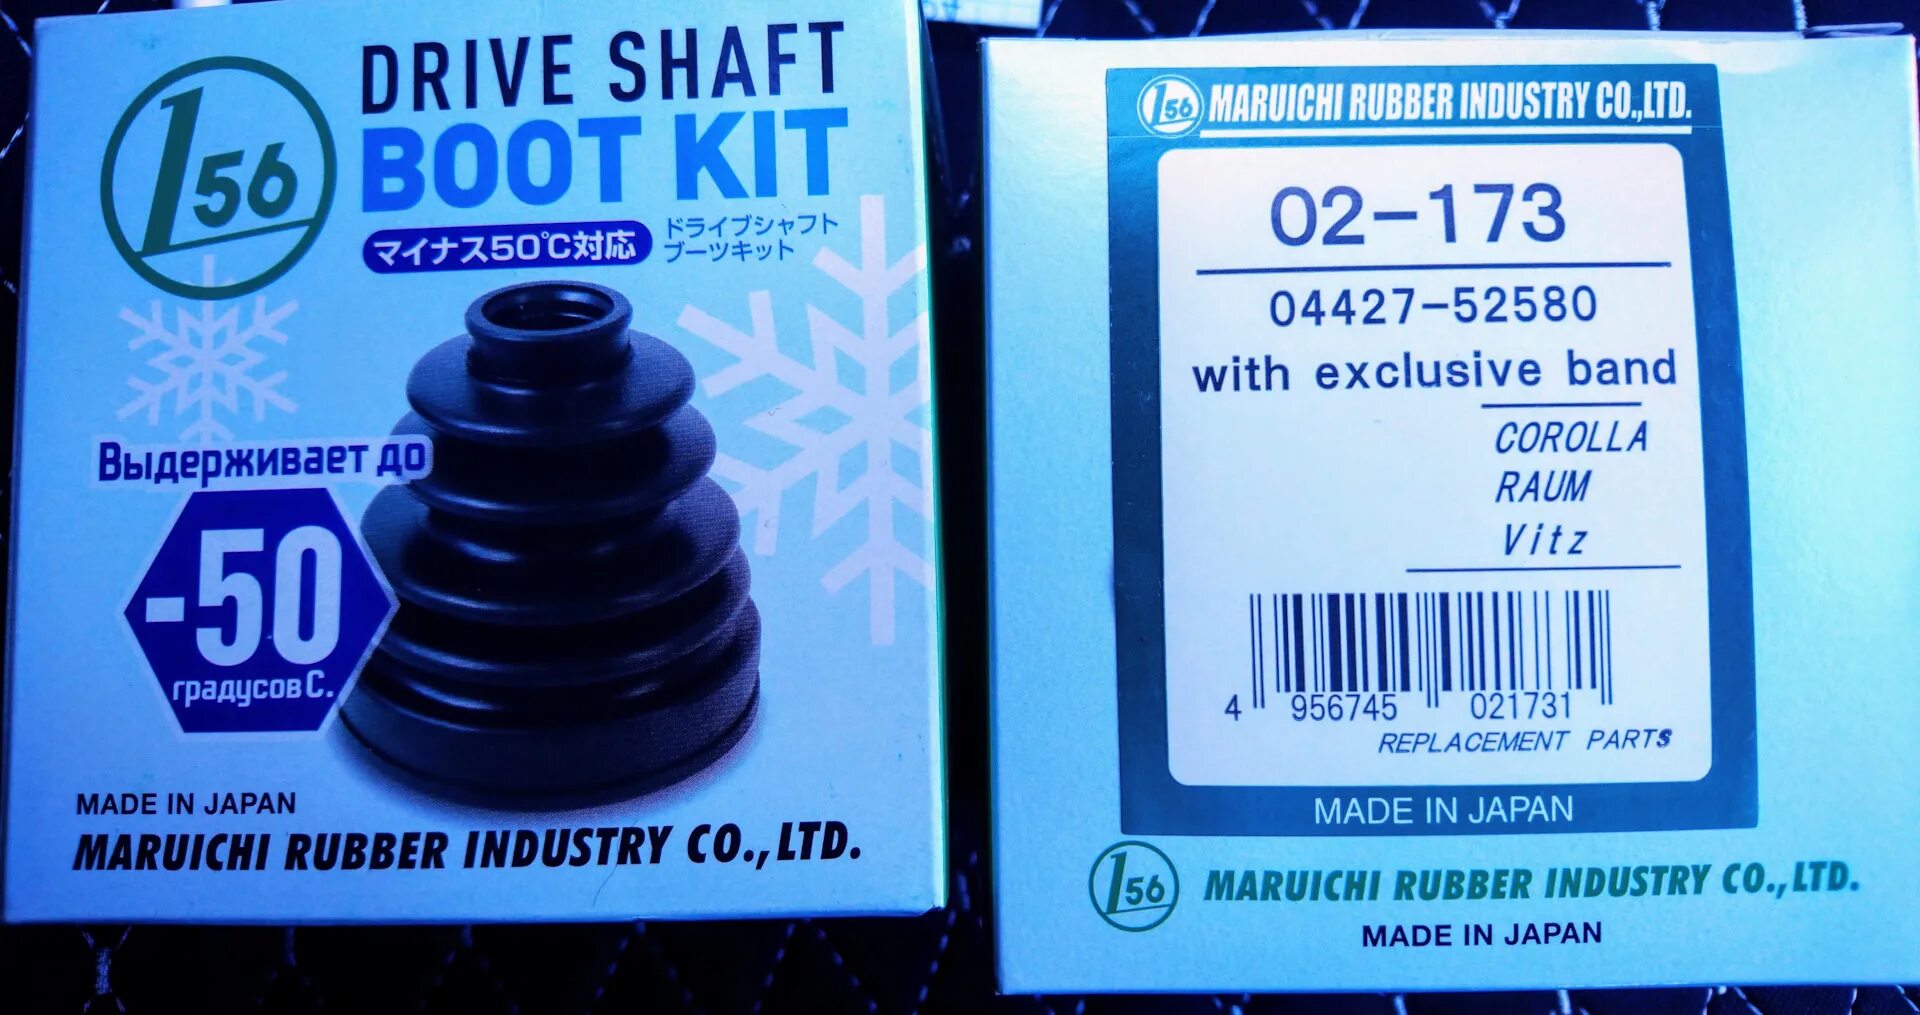 156
DRIVE SHAFT
BOOT KIT
マイナス50℃対応
ドライブシャフト
ブーツキット
Выдерживает до
-50
градусов С.
MADE IN JAPAN
MARUICHI RUBBER INDUSTRY CO.,LTD.
156 MARUICHI RUBBER INDUSTRY CO.,LTD.
02-173
04427-52580
with exclusive band
COROLLA
RAUM
Vitz
4 956745 021731
REPLACEMENT PARTS
MADE IN JAPAN
156 MARUICHI RUBBER INDUSTRY CO.,LTD.
MADE IN JAPAN